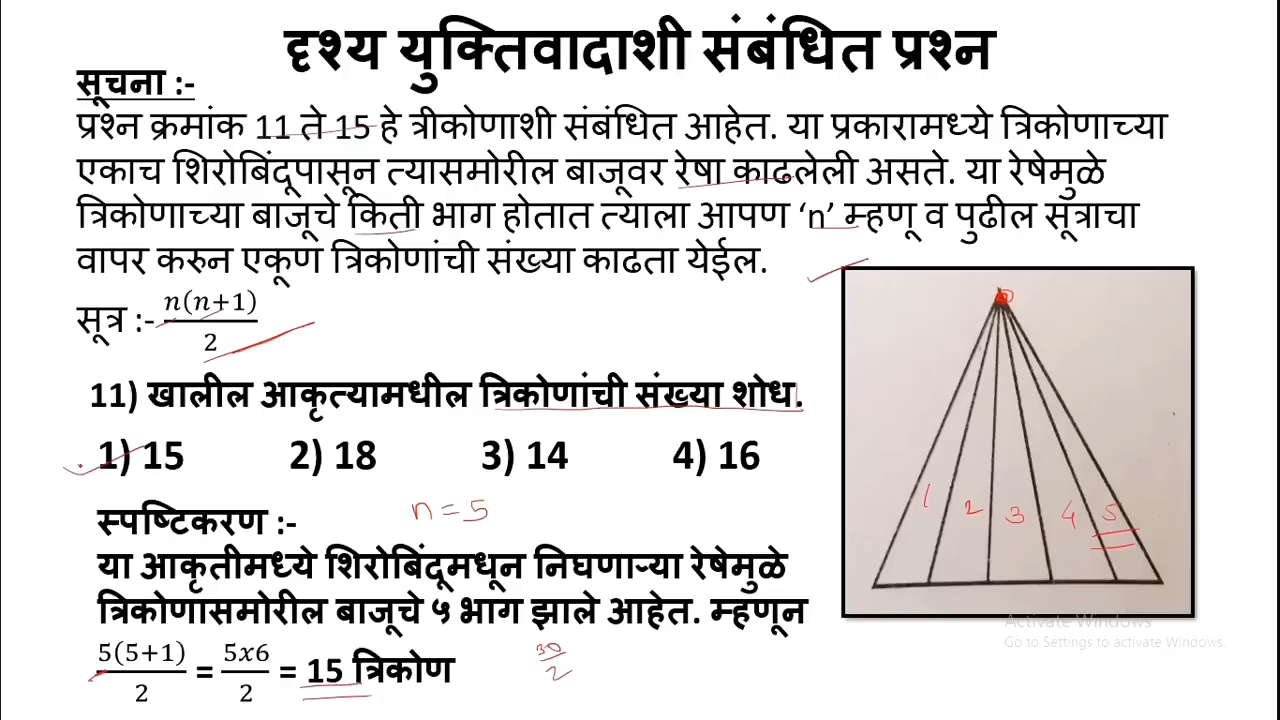 दृश्य युक्तिवादाशी संबंधित प्रश्न
सूचना :-
प्रश्न क्रमांक 11 ते 15 हे त्रीकोणाशी संबंधित आहेत. या प्रकारामध्ये त्रिकोणाच्या
एकाच शिरोबिंदूपासून त्यासमोरील बाजूवर रेषा काढलेली असते. या रेषेमुळे
त्रिकोणाच्या बाजूचे किती भाग होतात त्याला आपण ‘n’ म्हणू व पुढील सूत्राचा
वापर करुन एकूण त्रिकोणांची संख्या काढता येईल.
सूत्र :- n(n+1)/2
11) खालील आकृत्यामधील त्रिकोणांची संख्या शोध.
1) 15 2) 18 3) 14 4) 16
1 2 3 4 5
स्पष्टिकरण :- n = 5
या आकृतीमध्ये शिरोबिंदूमधून निघणाऱ्या रेषेमुळे
त्रिकोणासमोरील बाजूचे ५ भाग झाले आहेत. म्हणून
5(5+1)/2 = 5x6/2 = 15 त्रिकोण 30/2
Activate Windows
Go to Settings to activate Windows.